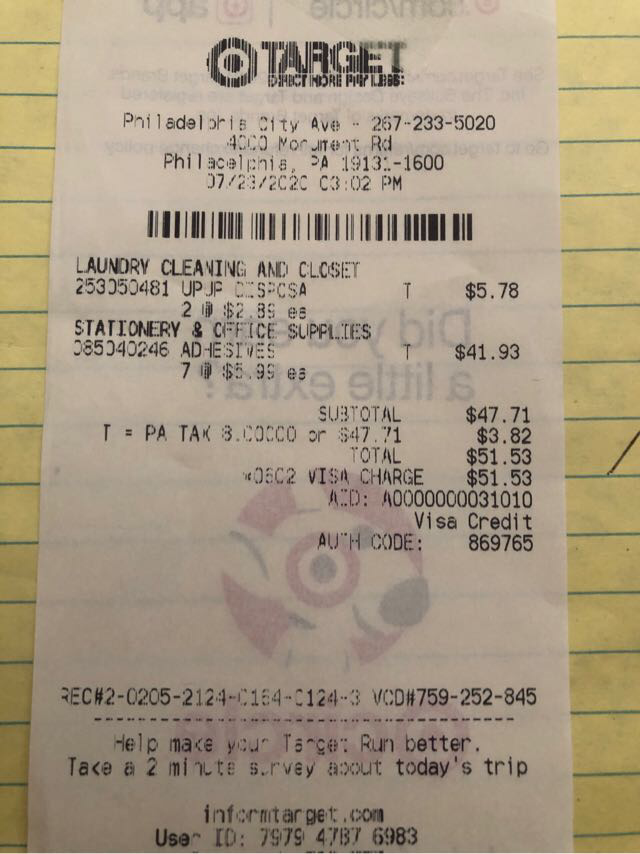 TARGET
EXPECT MORE PAY LESS.
Philadelphia City Ave - 267-233-5020
4000 Monument Rd
Philadelphia, PA 19131-1600
07/23/2020 03:02 PM
LAUNDRY CLEANING AND CLOSET
253050481 UPUP DISPOSA T $5.78
2 @ $2.89 ea
STATIONERY & OFFICE SUPPLIES
085040246 ADHESIVES T $41.93
7 @ $5.99 ea
SUBTOTAL $47.71
T = PA TAX 8.00000 on $47.71 $3.82
TOTAL $51.53
VISA CHARGE $51.53
AID: A0000000031010
Visa Credit
AUTH CODE: 869765
REC#2-0205-2124-0164-0124-3 VCD#759-252-845
Help make your Target Run better.
Take a 2 minute survey about today's trip
informtarget.com
User ID: 7979 4787 6983